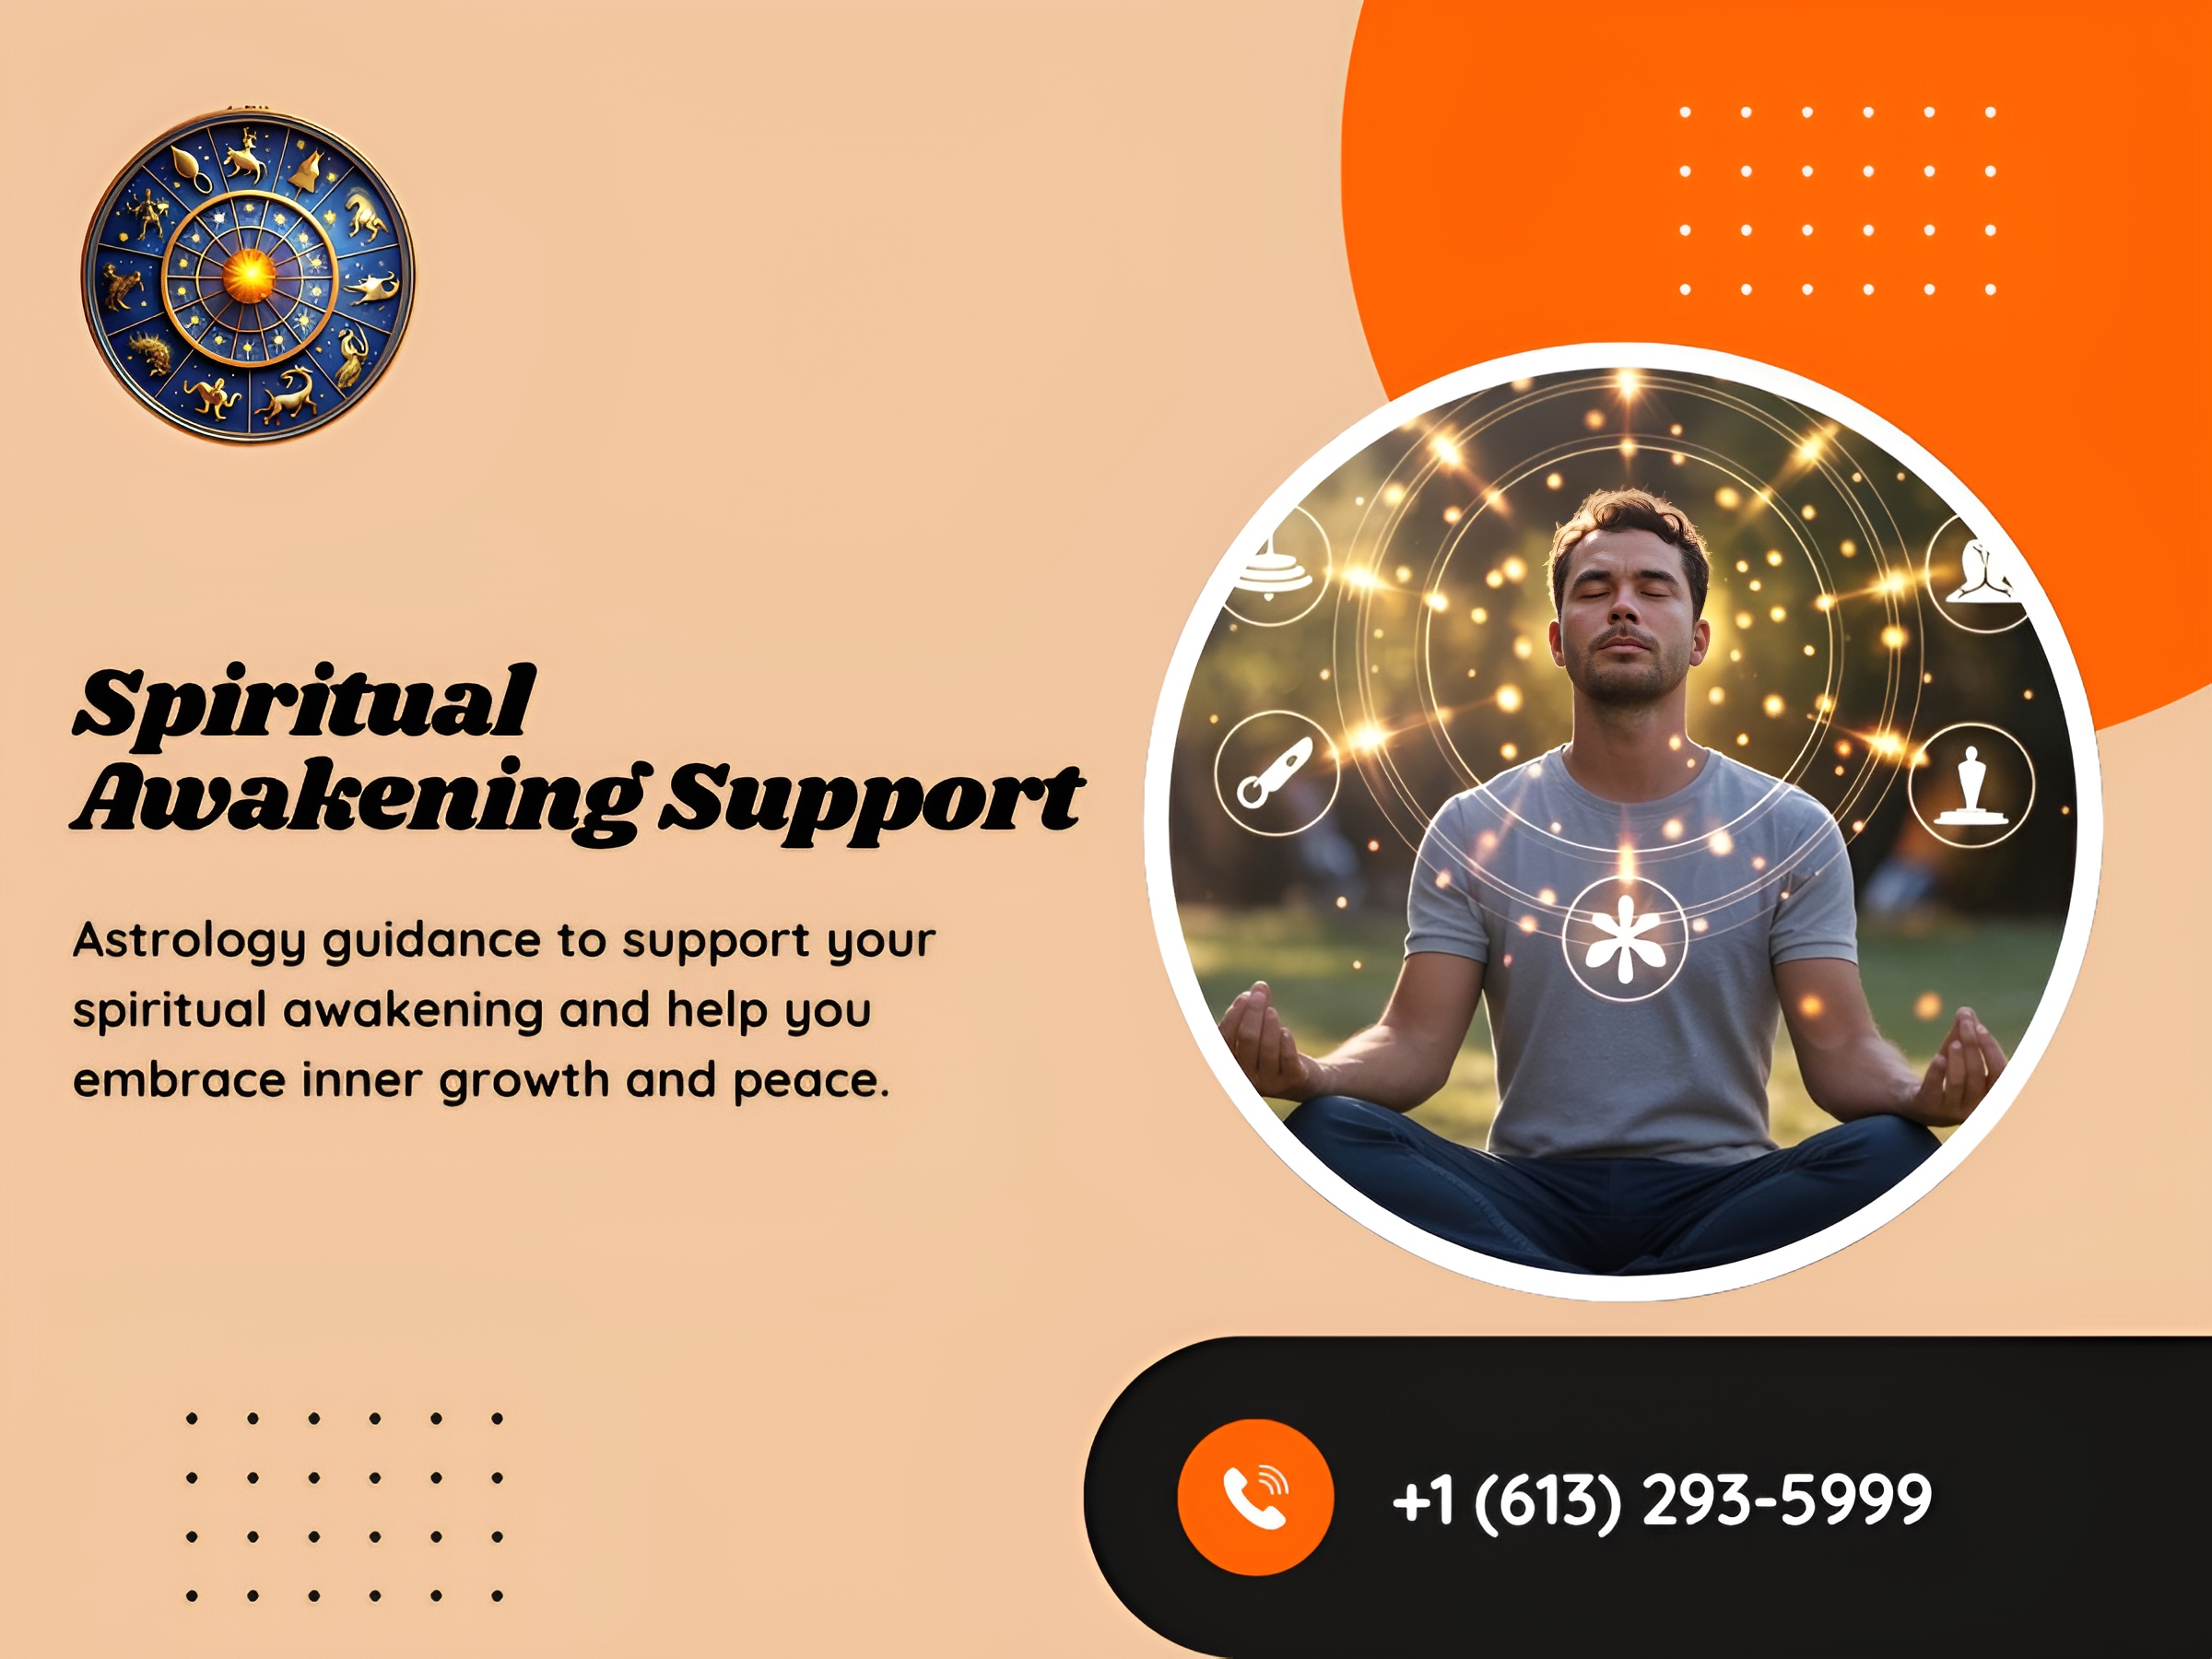 Spiritual
Awakening Support
Astrology guidance to support your
spiritual awakening and help you
embrace inner growth and peace.
+1 (613) 293-5999